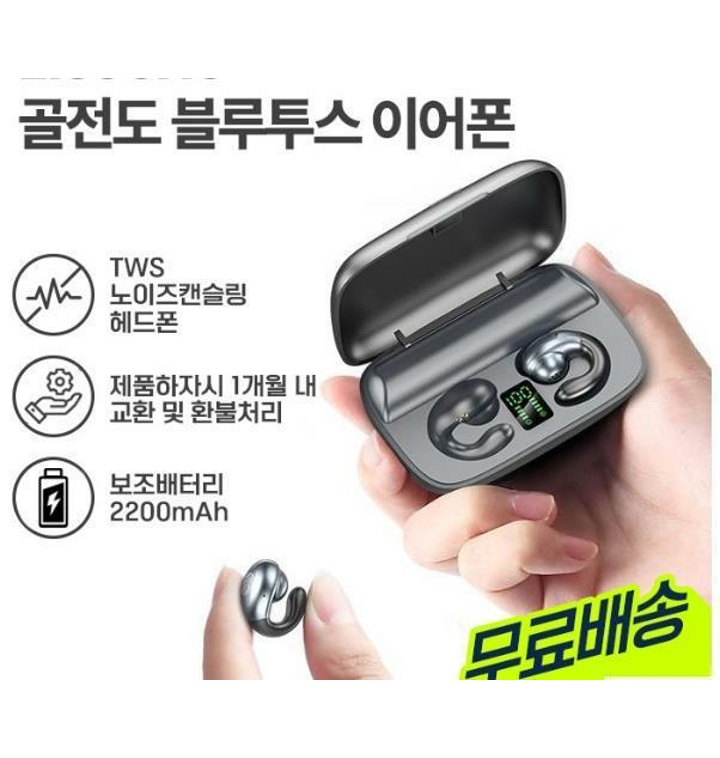 골전도 블루투스 이어폰
TWS
노이즈캔슬링
헤드폰
제품하자시 1개월 내
교환 및 환불처리
보조배터리
2200mAh
무료배송